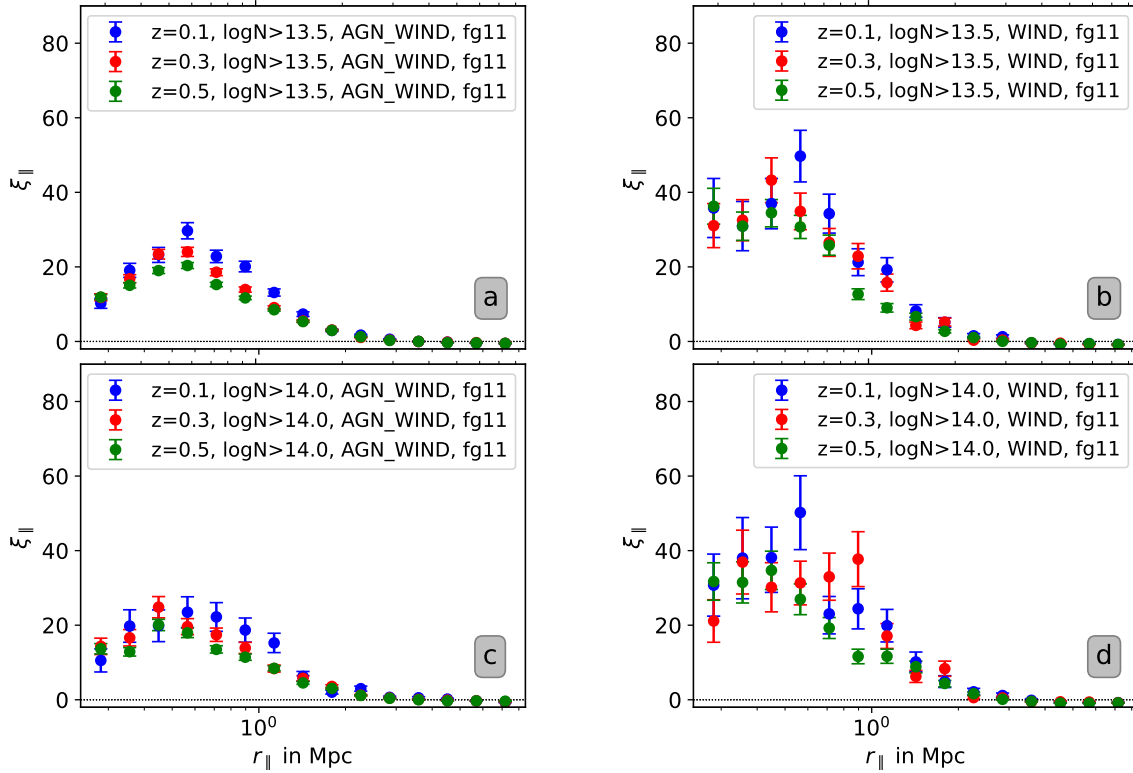 z=0.1, logN>13.5, AGN_WIND, fg11
z=0.3, logN>13.5, AGN_WIND, fg11
z=0.5, logN>13.5, AGN_WIND, fg11
80
60
40
20
0
ξ∥
a
z=0.1, logN>13.5, WIND, fg11
z=0.3, logN>13.5, WIND, fg11
z=0.5, logN>13.5, WIND, fg11
80
60
40
20
0
ξ∥
b
z=0.1, logN>14.0, AGN_WIND, fg11
z=0.3, logN>14.0, AGN_WIND, fg11
z=0.5, logN>14.0, AGN_WIND, fg11
80
60
40
20
0
ξ∥
c
10⁰
r∥ in Mpc
z=0.1, logN>14.0, WIND, fg11
z=0.3, logN>14.0, WIND, fg11
z=0.5, logN>14.0, WIND, fg11
80
60
40
20
0
ξ∥
d
10⁰
r∥ in Mpc